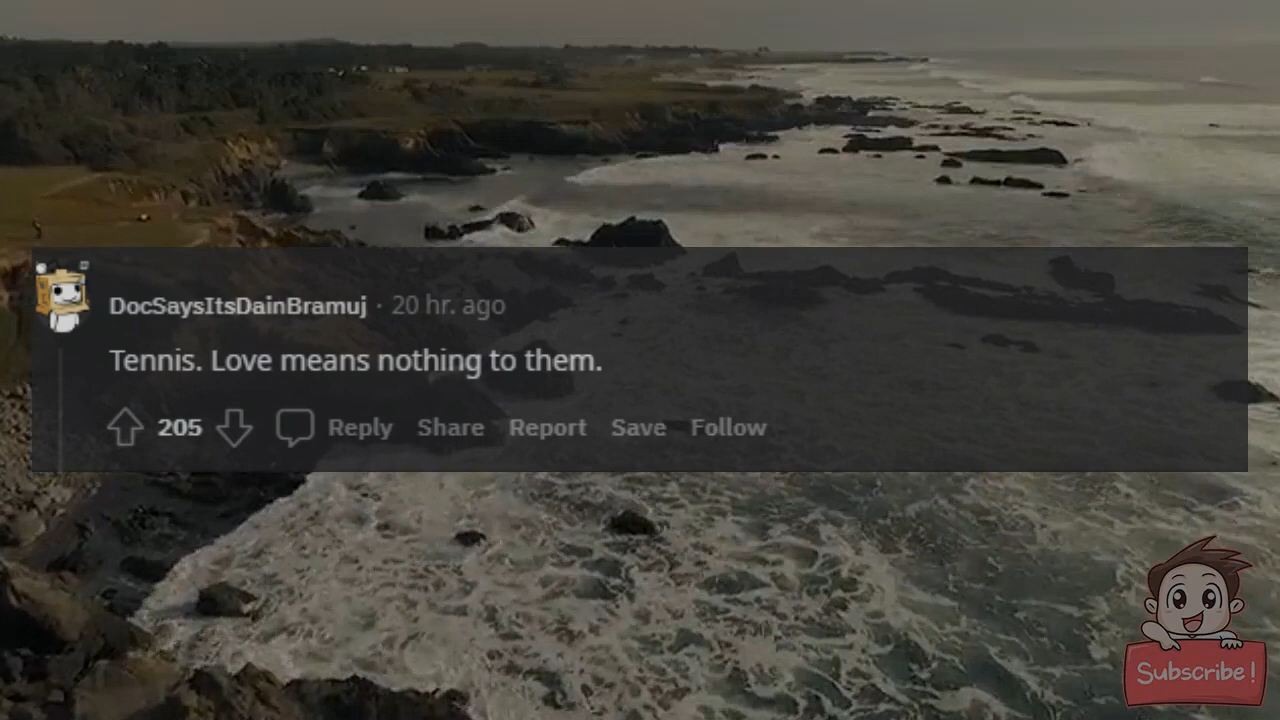 DocSaysItsDainBramuj · 20 hr. ago
Tennis. Love means nothing to them.
205 Reply Share Report Save Follow
Subscribe!